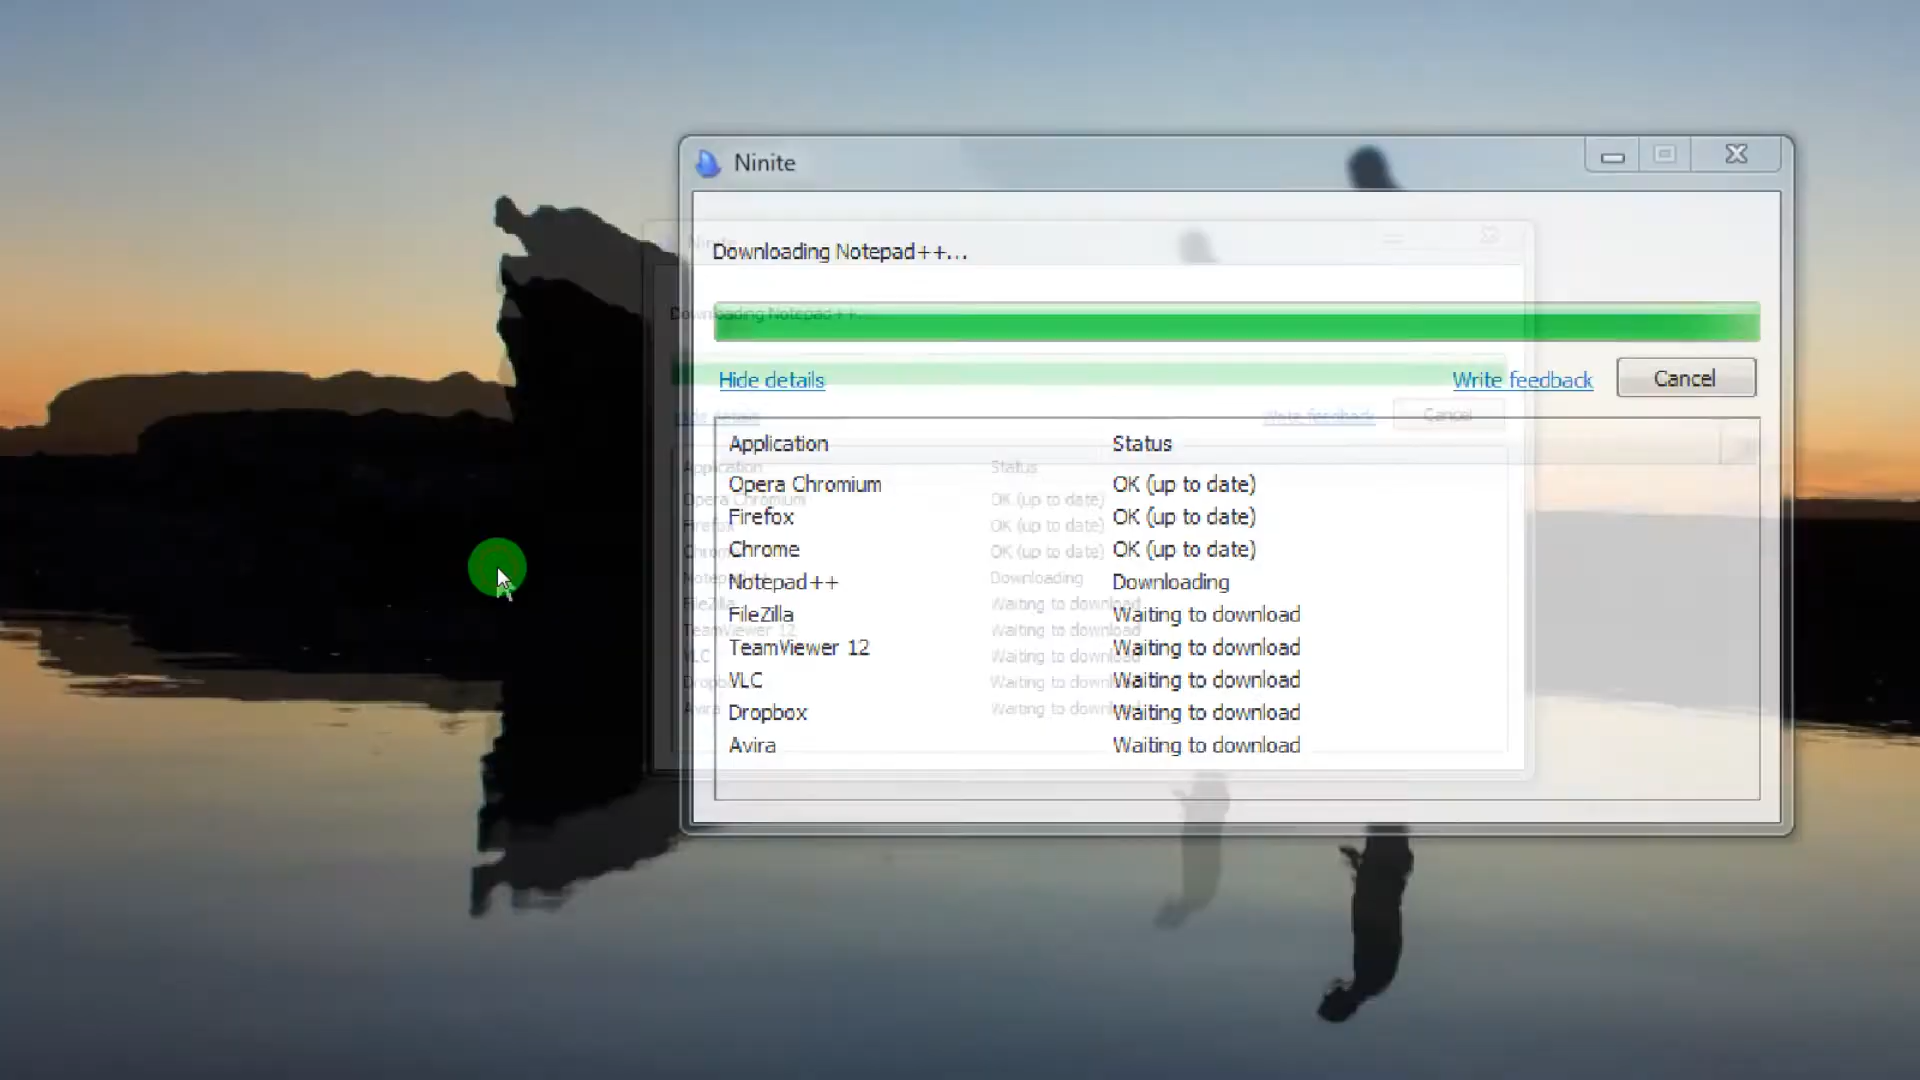 Ninite
Downloading Notepad++...
Hide details
Write feedback
Cancel
Application Status
Opera Chromium OK (up to date)
Firefox OK (up to date)
Chrome OK (up to date)
Notepad++ Downloading
FileZilla Waiting to download
TeamViewer 12 Waiting to download
VLC Waiting to download
Dropbox Waiting to download
Avira Waiting to download